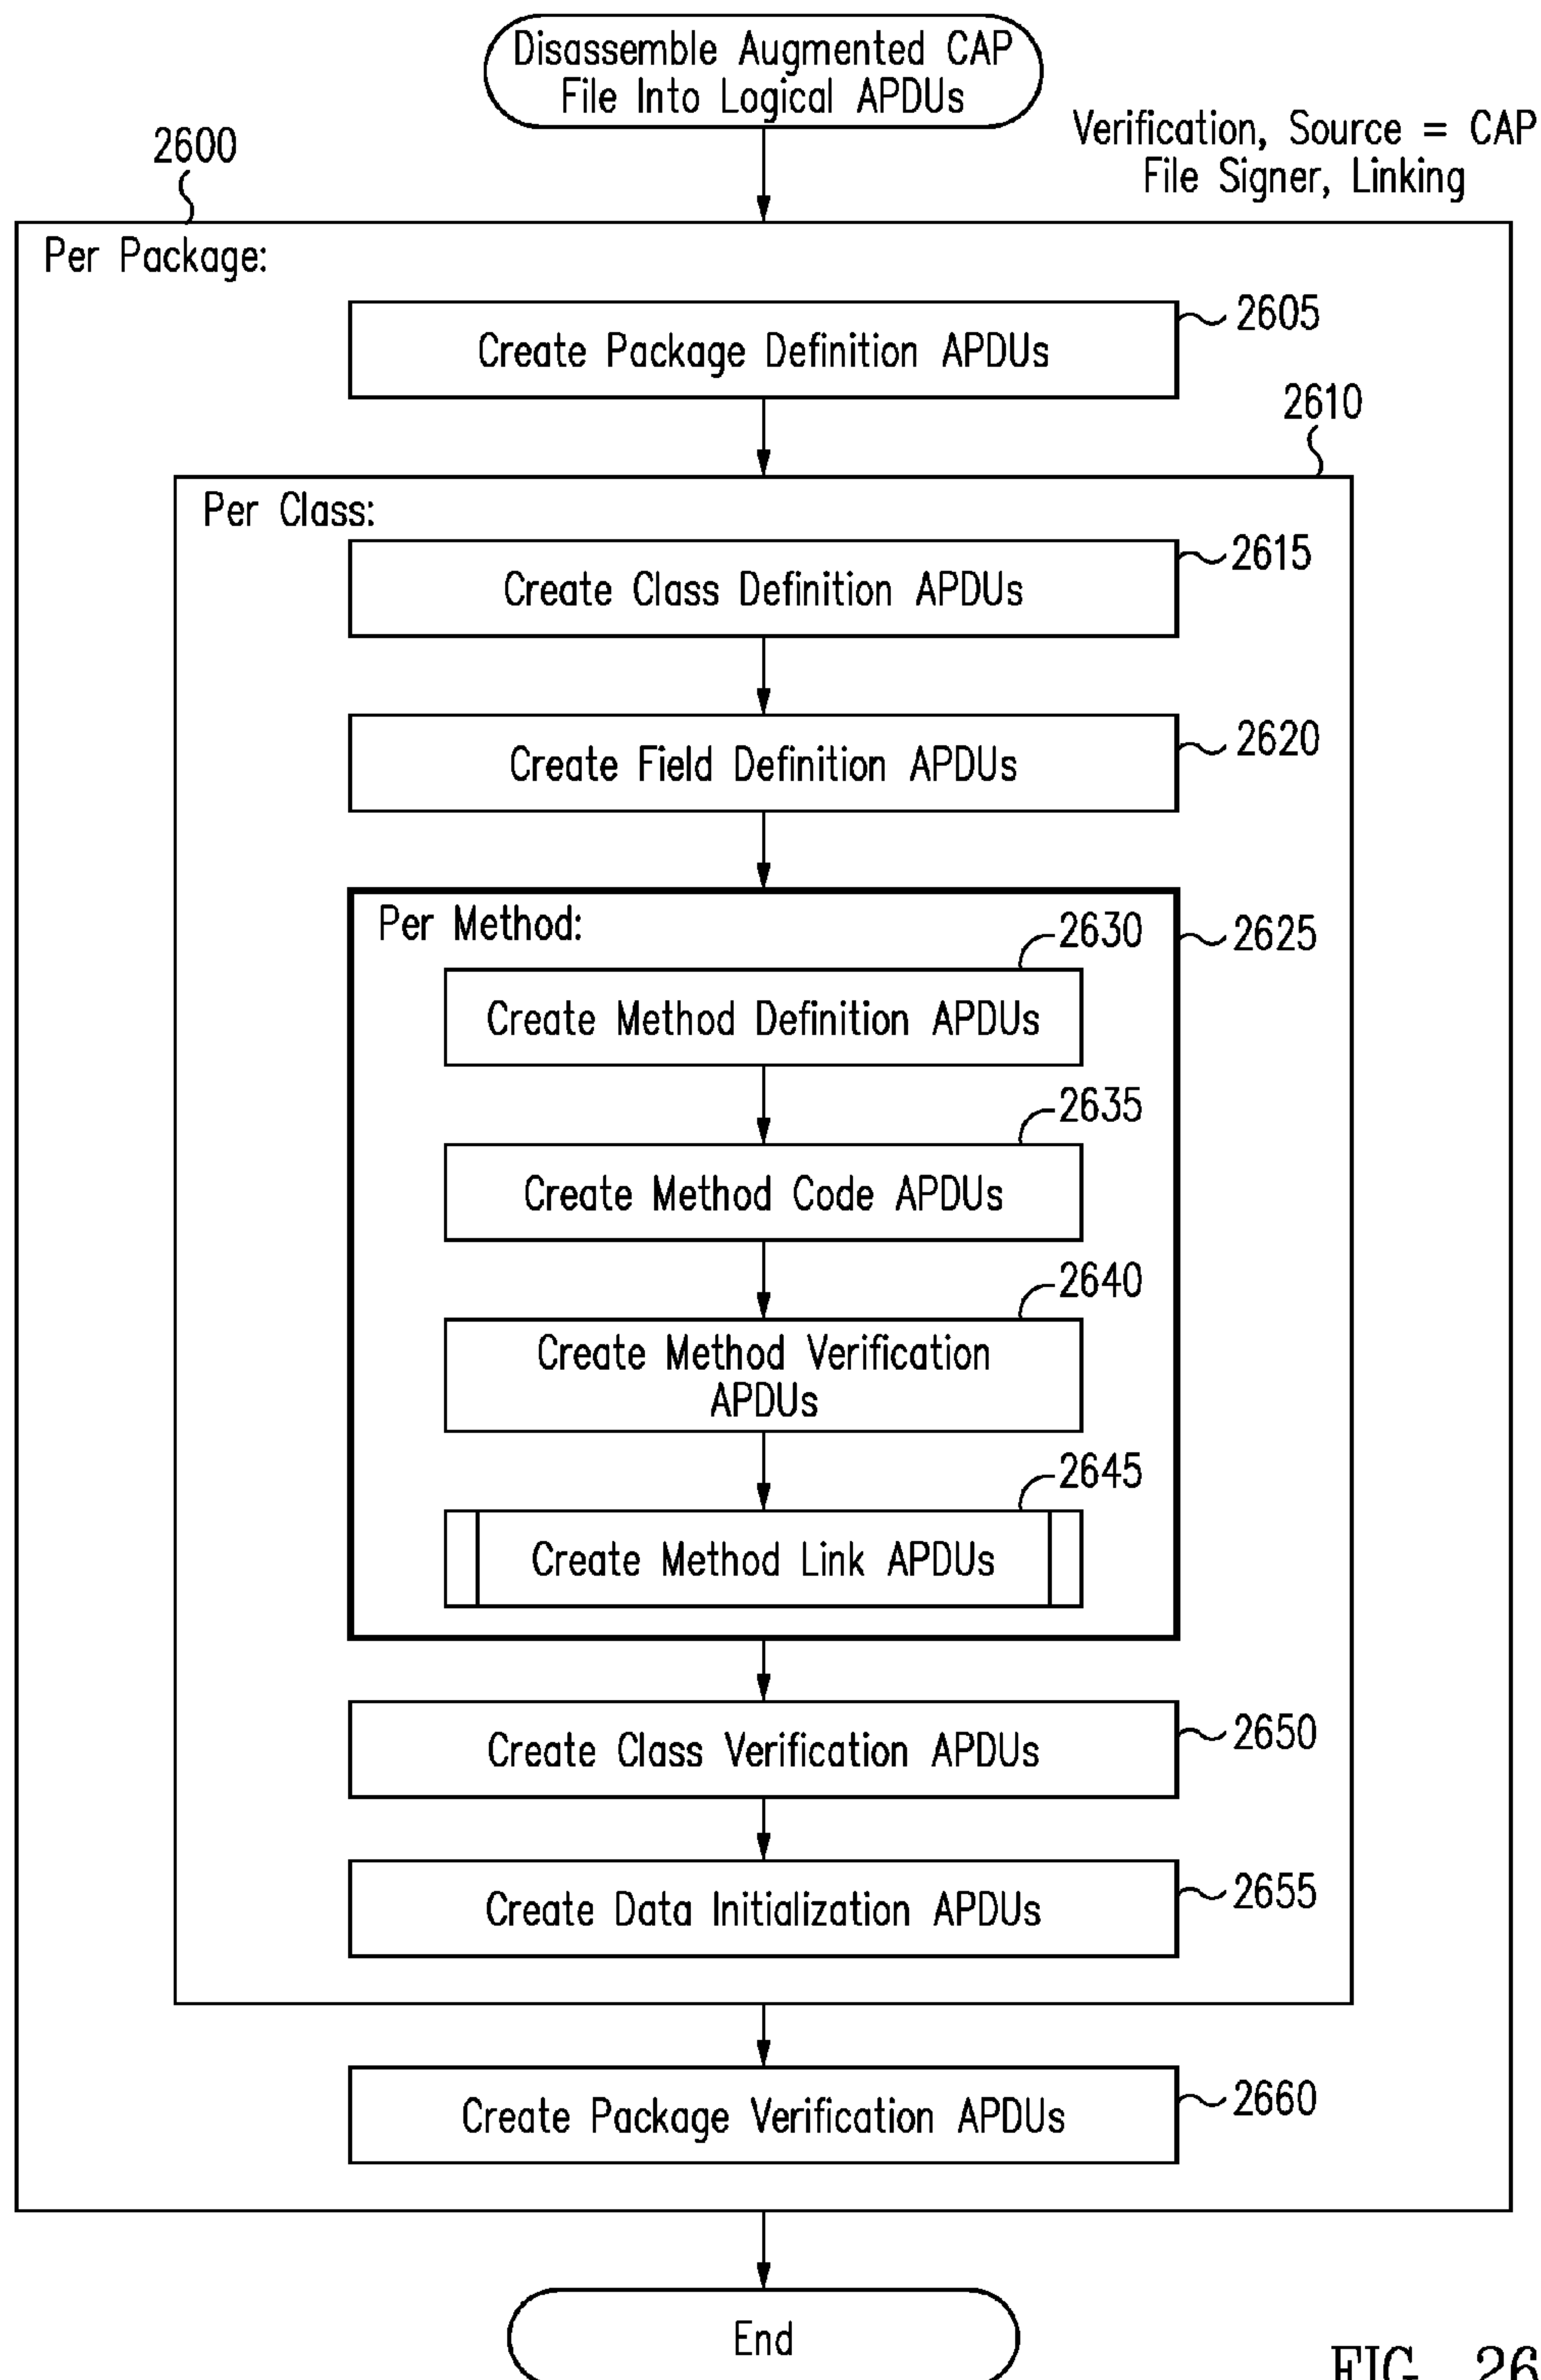 Disassemble Augmented CAP
File Into Logical APDUs
Verification, Source = CAP
File Signer, Linking
2600
Per Package:
2605
Create Package Definition APDUs
2610
Per Class:
2615
Create Class Definition APDUs
2620
Create Field Definition APDUs
Per Method:
2630
2625
Create Method Definition APDUs
2635
Create Method Code APDUs
2640
Create Method Verification
APDUs
2645
Create Method Link APDUs
2650
Create Class Verification APDUs
2655
Create Data Initialization APDUs
2660
Create Package Verification APDUs
End
FIG. 26